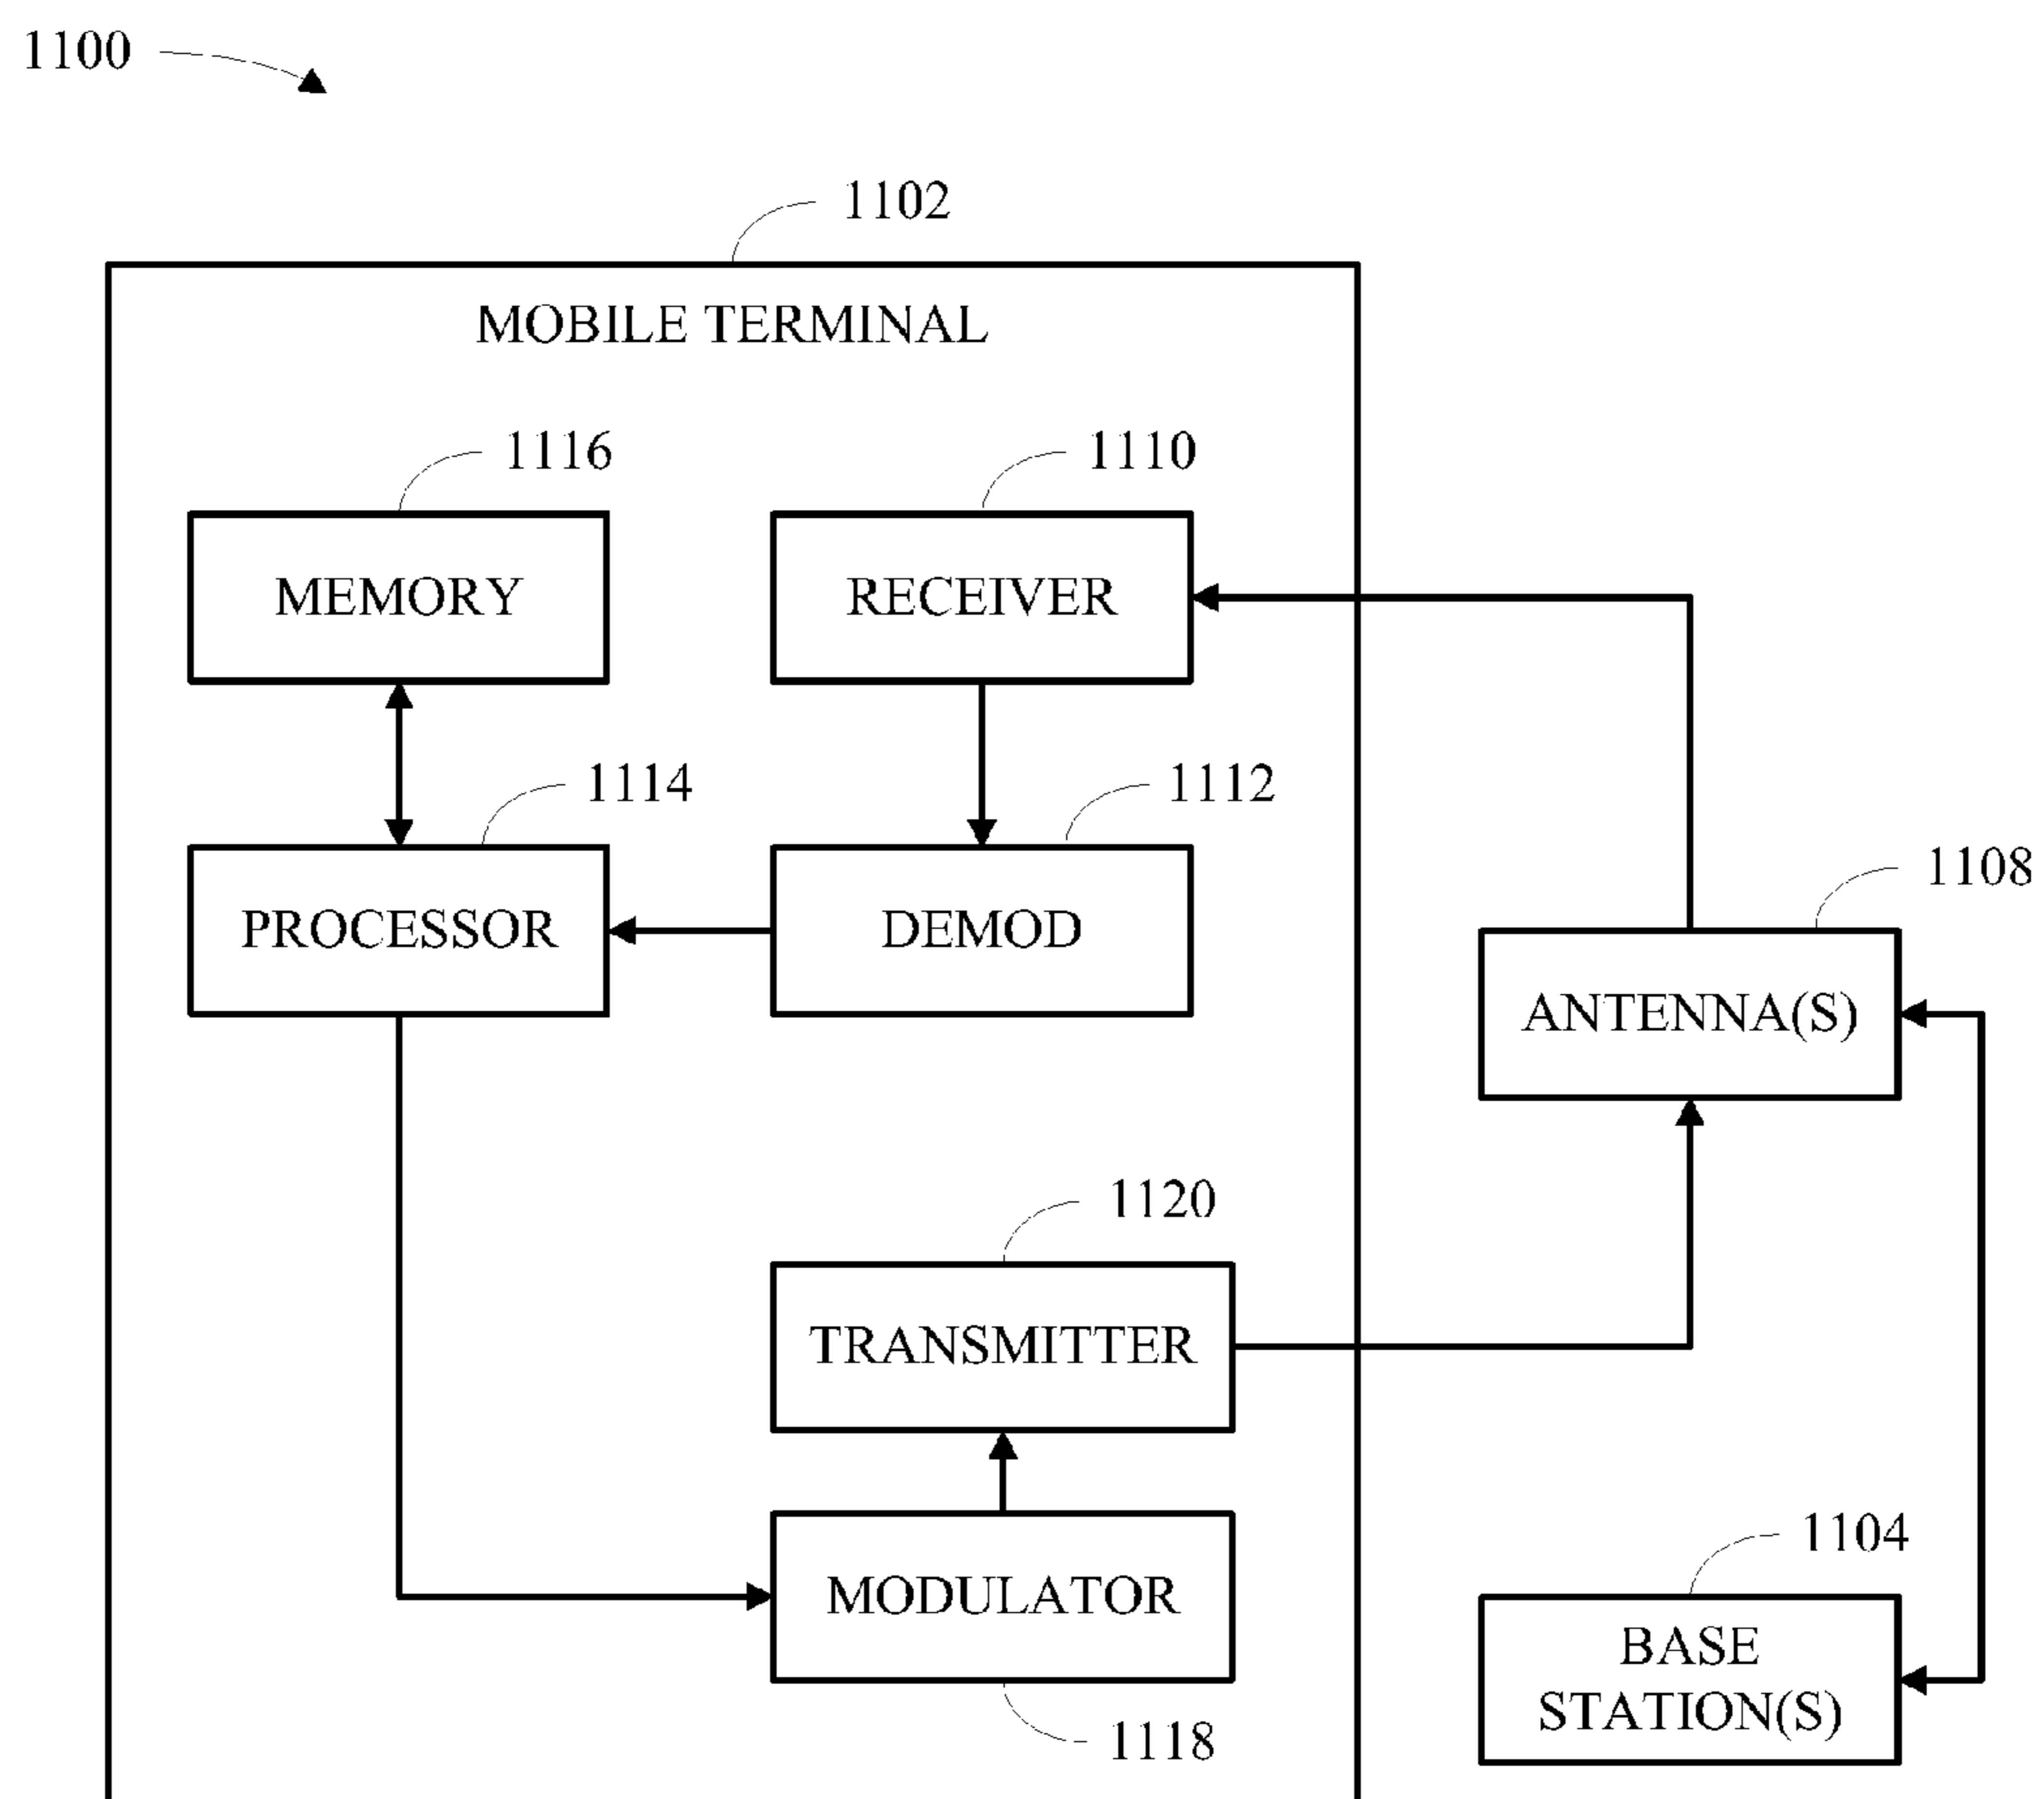 1100
1102
MOBILE TERMINAL
1116
1110
MEMORY
RECEIVER
1114
1112
1108
PROCESSOR
DEMOD
ANTENNA(S)
1120
TRANSMITTER
1104
MODULATOR
BASE
STATION(S)
1118